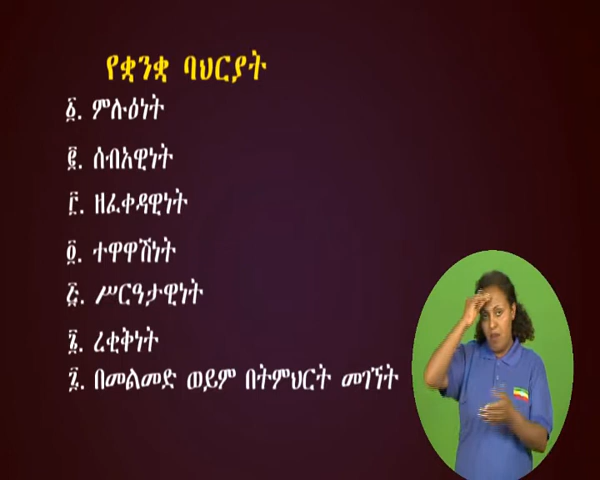 የቋንቋ ባህርያት
፩. ምሉዕነት
፪. ሰብአዊነት
፫. ዘፈቀዳዊነት
፬. ተዋዋሽነት
፭. ሥርዓታዊነት
፮. ረቂቅነት
፯. በመልመድ ወይም በትምህርት መገኘት